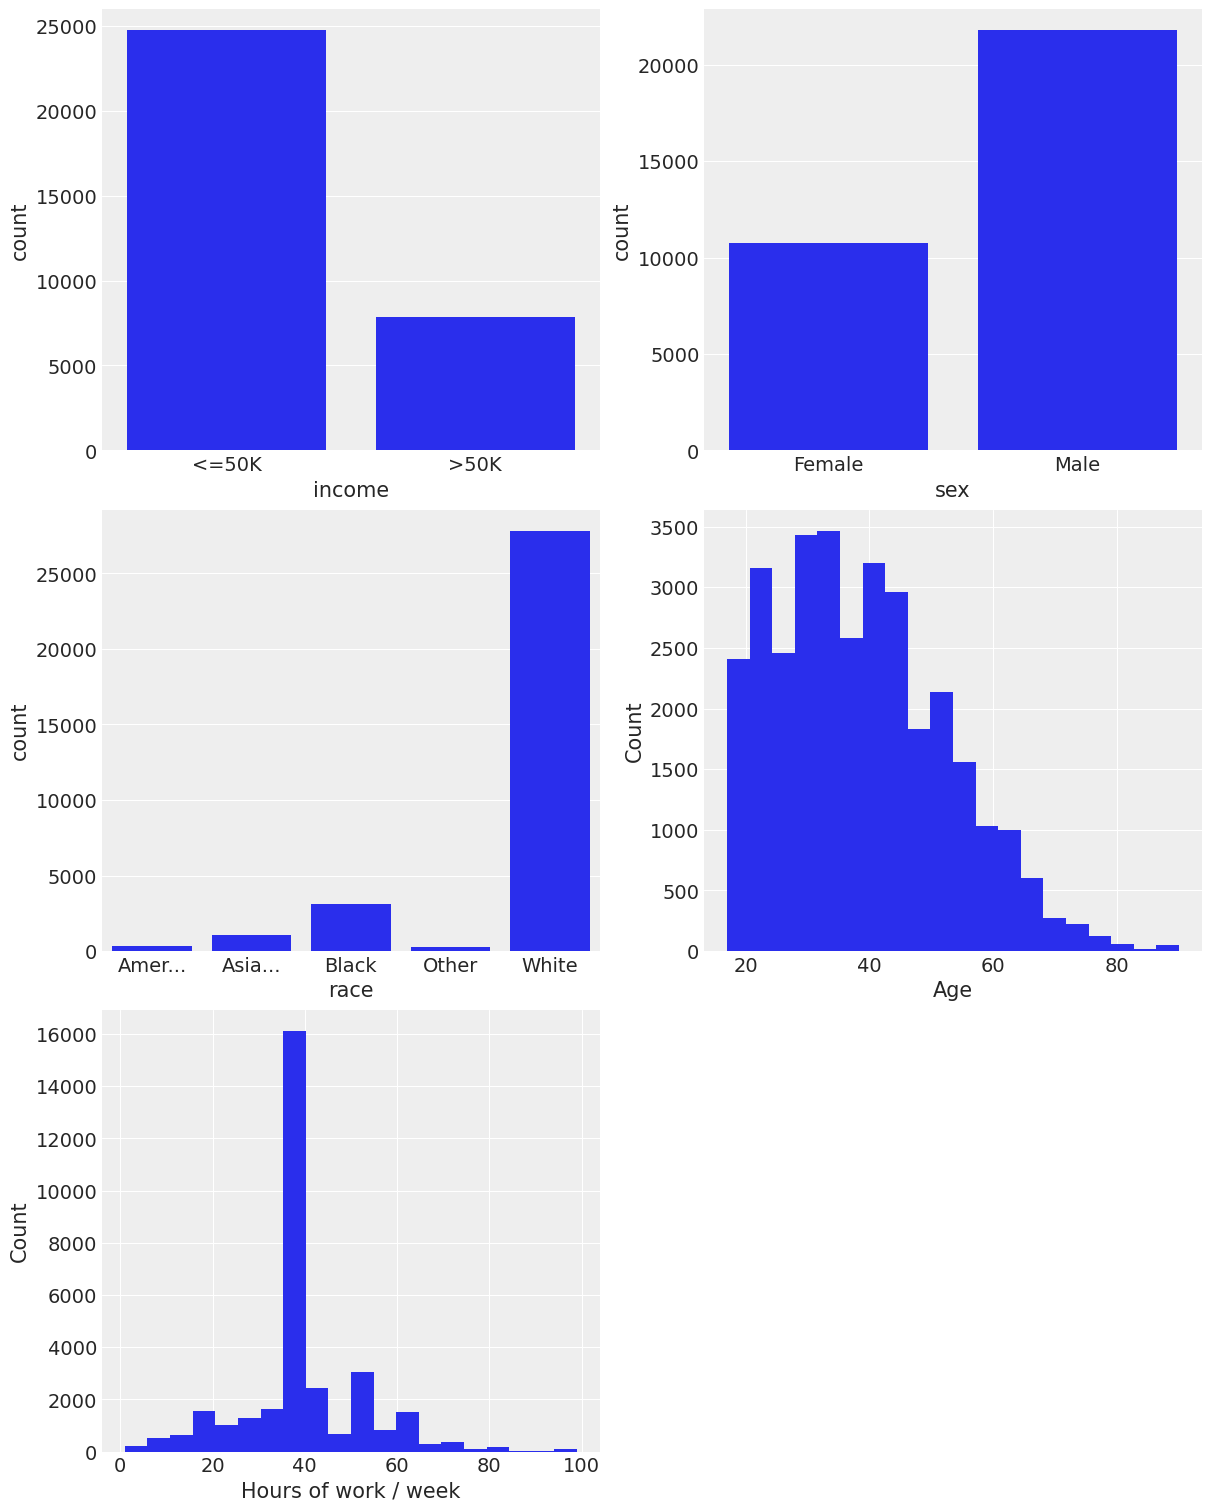 25000
20000
15000
10000
5000
0
count
<=50K >50K
income
20000
15000
10000
5000
0
count
Female Male
sex
25000
20000
15000
10000
5000
0
count
Amer... Asia... Black Other White
race
3500
3000
2500
2000
1500
1000
500
0
Count
20 40 60 80
Age
16000
14000
12000
10000
8000
6000
4000
2000
0
Count
0 20 40 60 80 100
Hours of work / week